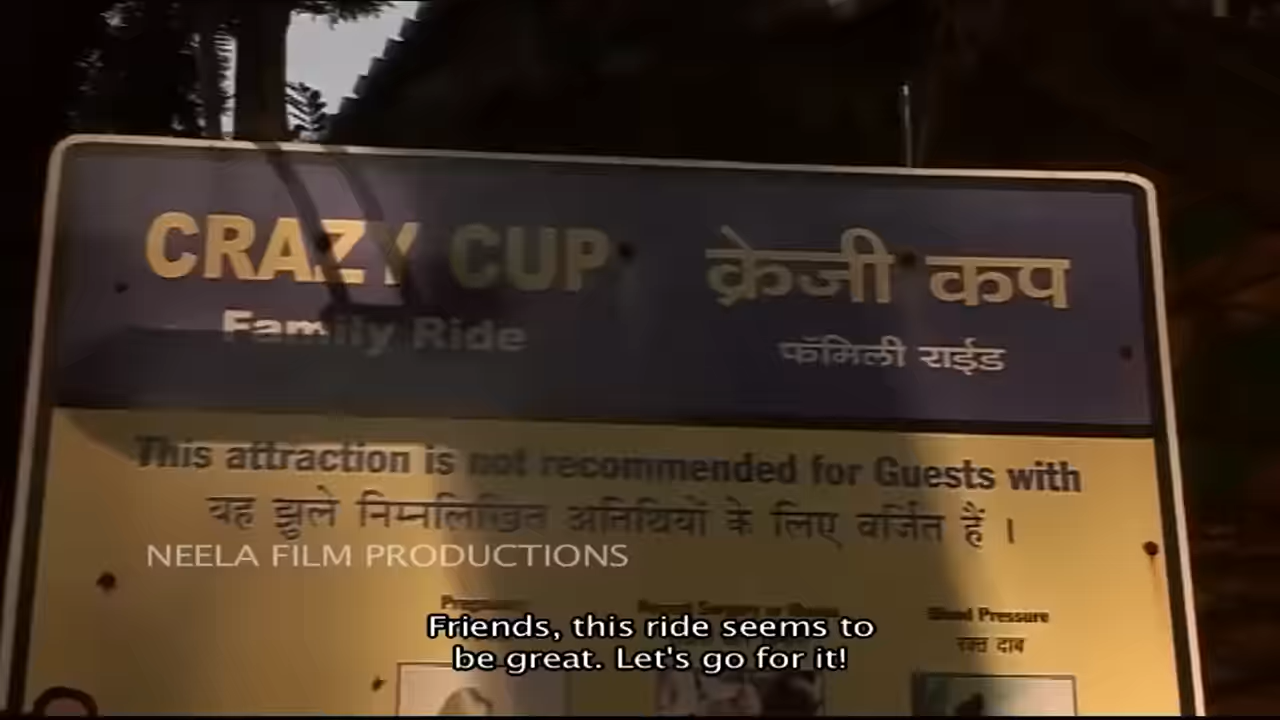 CRAZY CUP
क्रेजी कप
Family Ride
फॅमिली राईड
This attraction is not recommended for Guests with
यह झुले निम्नलिखित अतिथियों के लिए वर्जित हैं ।
NEELA FILM PRODUCTIONS
Blood Pressure
रक्त दाब
Friends, this ride seems to
be great. Let's go for it!